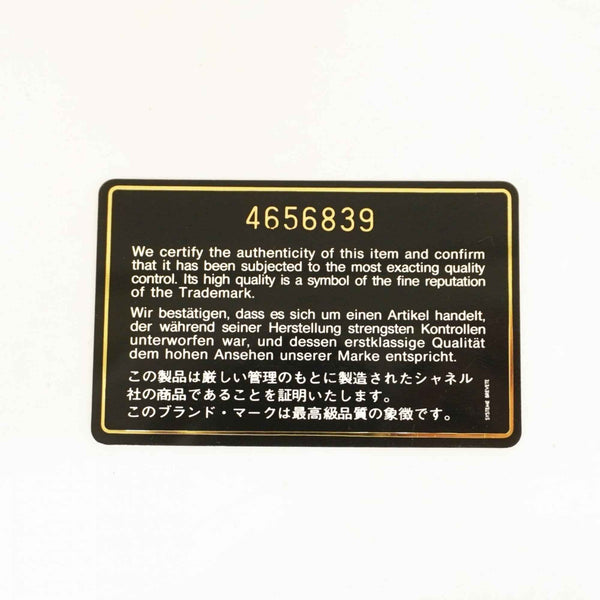 4656839
We certify the authenticity of this item and confirm
that it has been subjected to the most exacting quality
control. Its high quality is a symbol of the fine reputation
of the Trademark.
Wir bestätigen, dass es sich um einen Artikel handelt,
der während seiner Herstellung strengsten Kontrollen
unterworfen war, und dessen erstklassige Qualität
dem hohen Ansehen unserer Marke entspricht.
この製品は厳しい管理のもとに製造されたシャネル
社の商品であることを証明いたします。
このブランド・マークは最高級品質の象徴です。
SYSTEME BREVETE